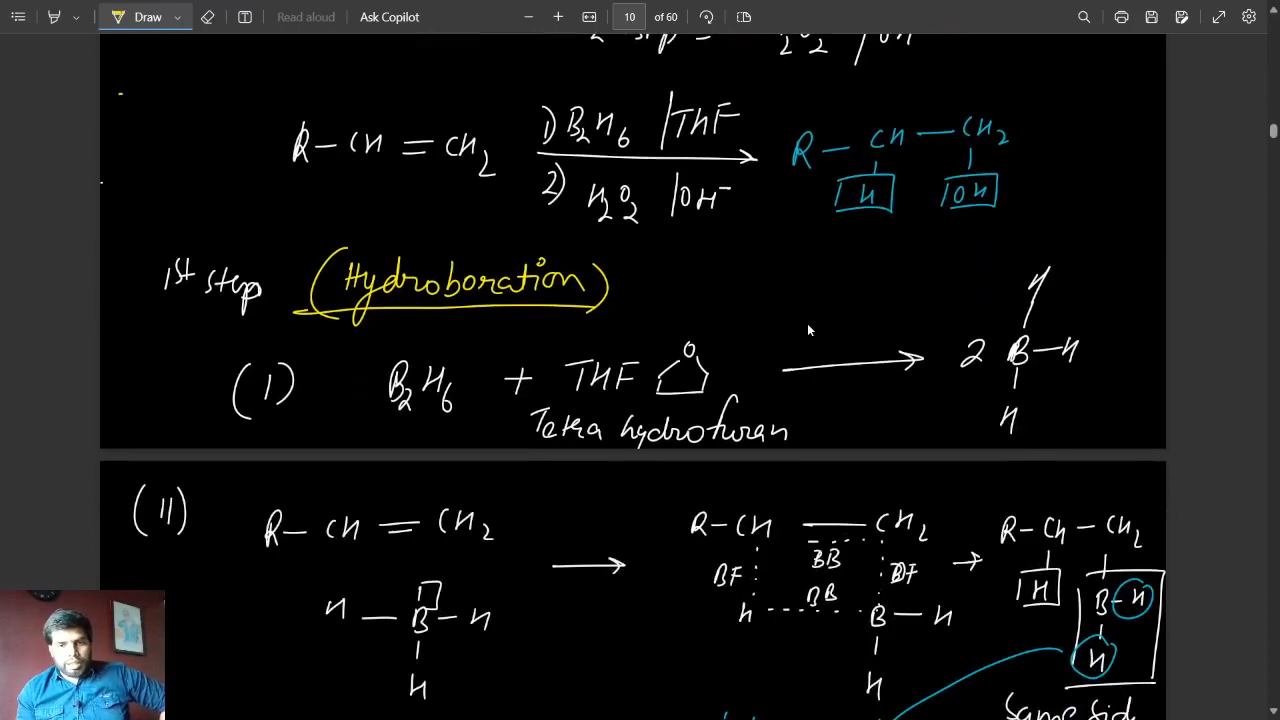 Draw Read aloud Ask Copilot 10 of 60
R-CH=CH2 1) B2H6 /THF R-CH-CH2
2) H2O2 /OH- H OH
1st step (Hydroboration)
(I) B2H6 + THF O 2 B-H
H
H
Tetra hydrofuran
(II) R-CH=CH2 R-CH CH2 R-CH-CH2
BF BB BF
BB
H-B-H H B-H H B-H
H H H
Same sid